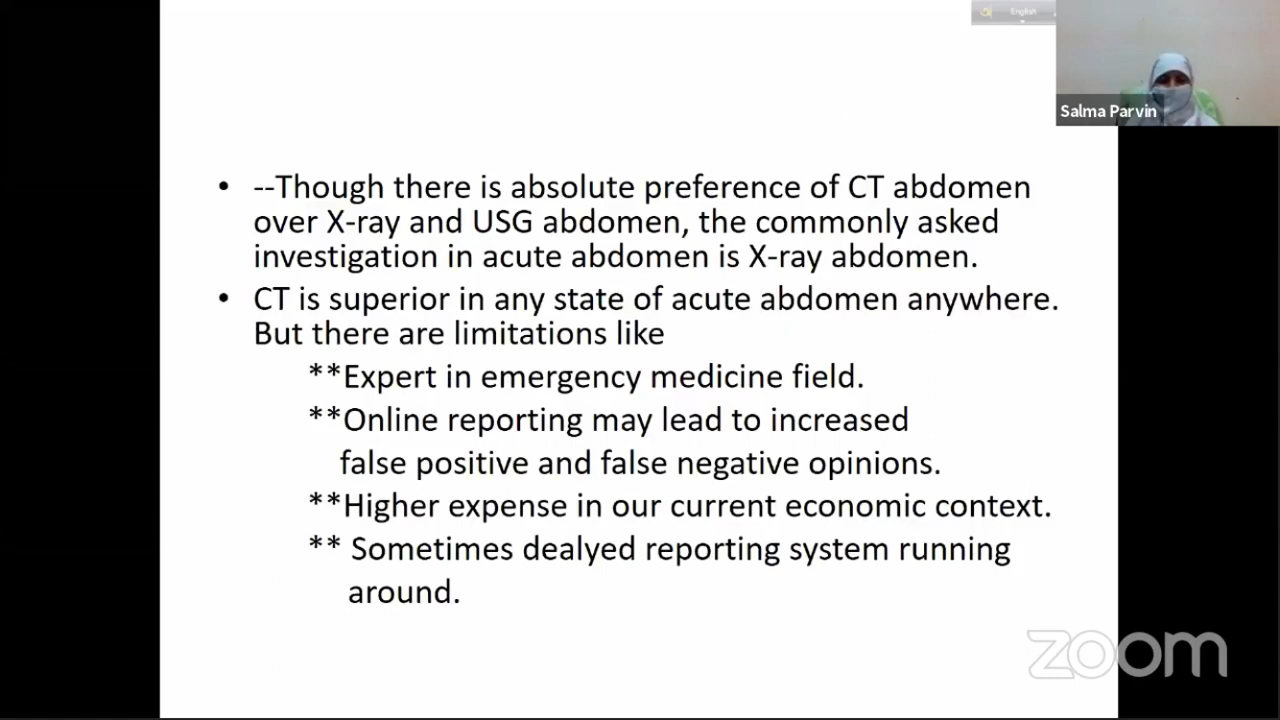 English
Salma Parvin
• --Though there is absolute preference of CT abdomen
over X-ray and USG abdomen, the commonly asked
investigation in acute abdomen is X-ray abdomen.
• CT is superior in any state of acute abdomen anywhere.
But there are limitations like
**Expert in emergency medicine field.
**Online reporting may lead to increased
false positive and false negative opinions.
**Higher expense in our current economic context.
** Sometimes dealyed reporting system running
around.
zoom